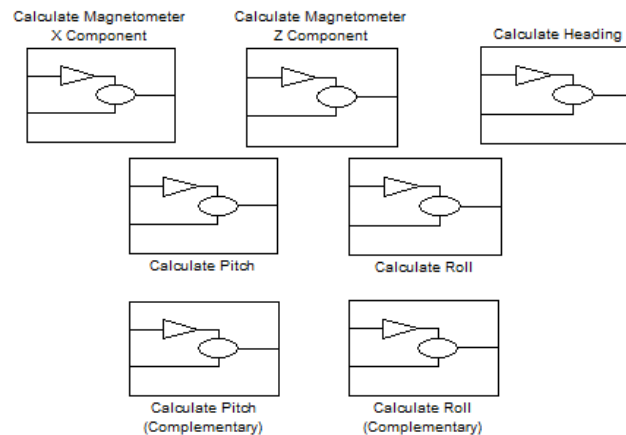 Calculate Magnetometer
X Component
Calculate Magnetometer
Z Component
Calculate Heading
Calculate Pitch
Calculate Roll
Calculate Pitch
(Complementary)
Calculate Roll
(Complementary)